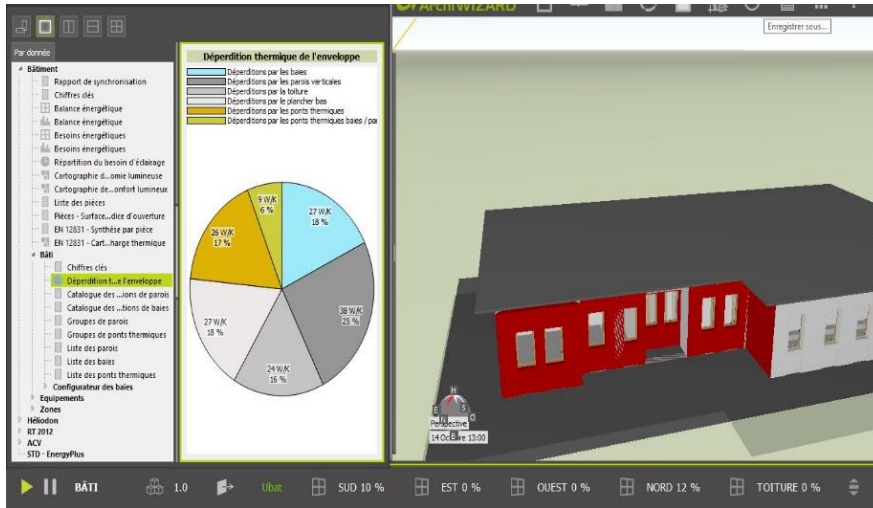 ARCHIWIZARD
Enregistrer sous...
Par donnée
Bâtiment
Rapport de synchronisation
Chiffres clés
Balance énergétique
Balance énergétique
Besoins énergétiques
Besoins énergétiques
Répartition du besoin d'éclairage
Cartographie d...omie lumineuse
Cartographie de...onfort lumineux
Liste des pièces
Pièces - Surface...dice d'ouverture
EN 12831 - Synthèse par pièce
EN 12831 - Cart...harge thermique
Bâti
Chiffres clés
Déperdition t...e l'enveloppe
Catalogue des ...ions de parois
Catalogue des ...tions de baies
Groupes de parois
Groupes de ponts thermiques
Liste des parois
Liste des baies
Liste des ponts thermiques
Configurateur des baies
Equipements
Zones
Héliodon
RT 2012
ACV
STD - EnergyPlus
Déperdition thermique de l'enveloppe
Déperditions par les baies
Déperditions par les parois verticales
Déperditions par la toiture
Déperditions par le plancher bas
Déperditions par les ponts thermiques
Déperditions par les ponts thermiques baies / par
9 W/K
6 %
27 W/K
18 %
26 W/K
17 %
38 W/K
25 %
27 W/K
18 %
24 W/K
16 %
H
E
S
N
O
B
Perspective
14 Octobre 13:00
BÂTI
1.0
Ubat
SUD 10 %
EST 0 %
OUEST 0 %
NORD 12 %
TOITURE 0 %